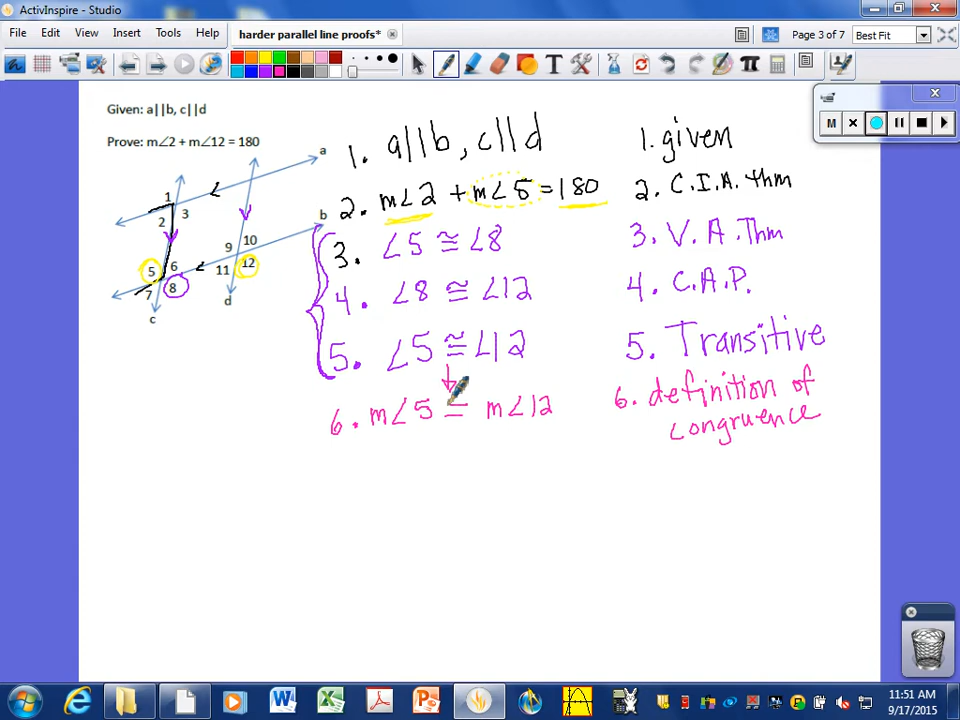 ActivInspire - Studio
File Edit View Insert Tools Help harder parallel line proofs* Page 3 of 7 Best Fit
Given: a||b, c||d
Prove: m∠2 + m∠12 = 180
a
b
c
d
1
2
3
5
6
7
8
9
10
11
12
1. a||b, c||d 1. given
2. m∠2 + m∠5 = 180 2. C.I.A. thm
3. ∠5 ≅ ∠8 3. V.A. Thm
4. ∠8 ≅ ∠12 4. C.A.P.
5. ∠5 ≅ ∠12 5. Transitive
6. m∠5 = m∠12 6. definition of
congruence
M
11:51 AM
9/17/2015